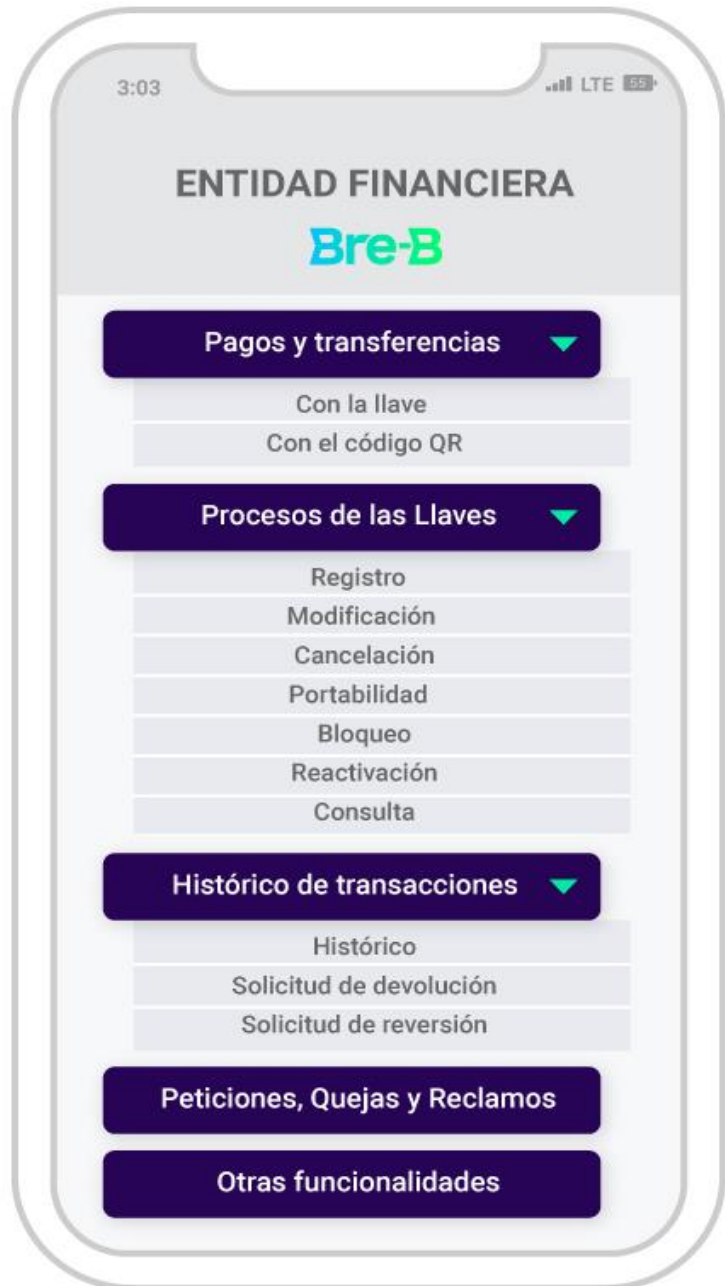 3:03
LTE 55
ENTIDAD FINANCIERA
Bre-B
Pagos y transferencias
Con la llave
Con el código QR
Procesos de las Llaves
Registro
Modificación
Cancelación
Portabilidad
Bloqueo
Reactivación
Consulta
Histórico de transacciones
Histórico
Solicitud de devolución
Solicitud de reversión
Peticiones, Quejas y Reclamos
Otras funcionalidades